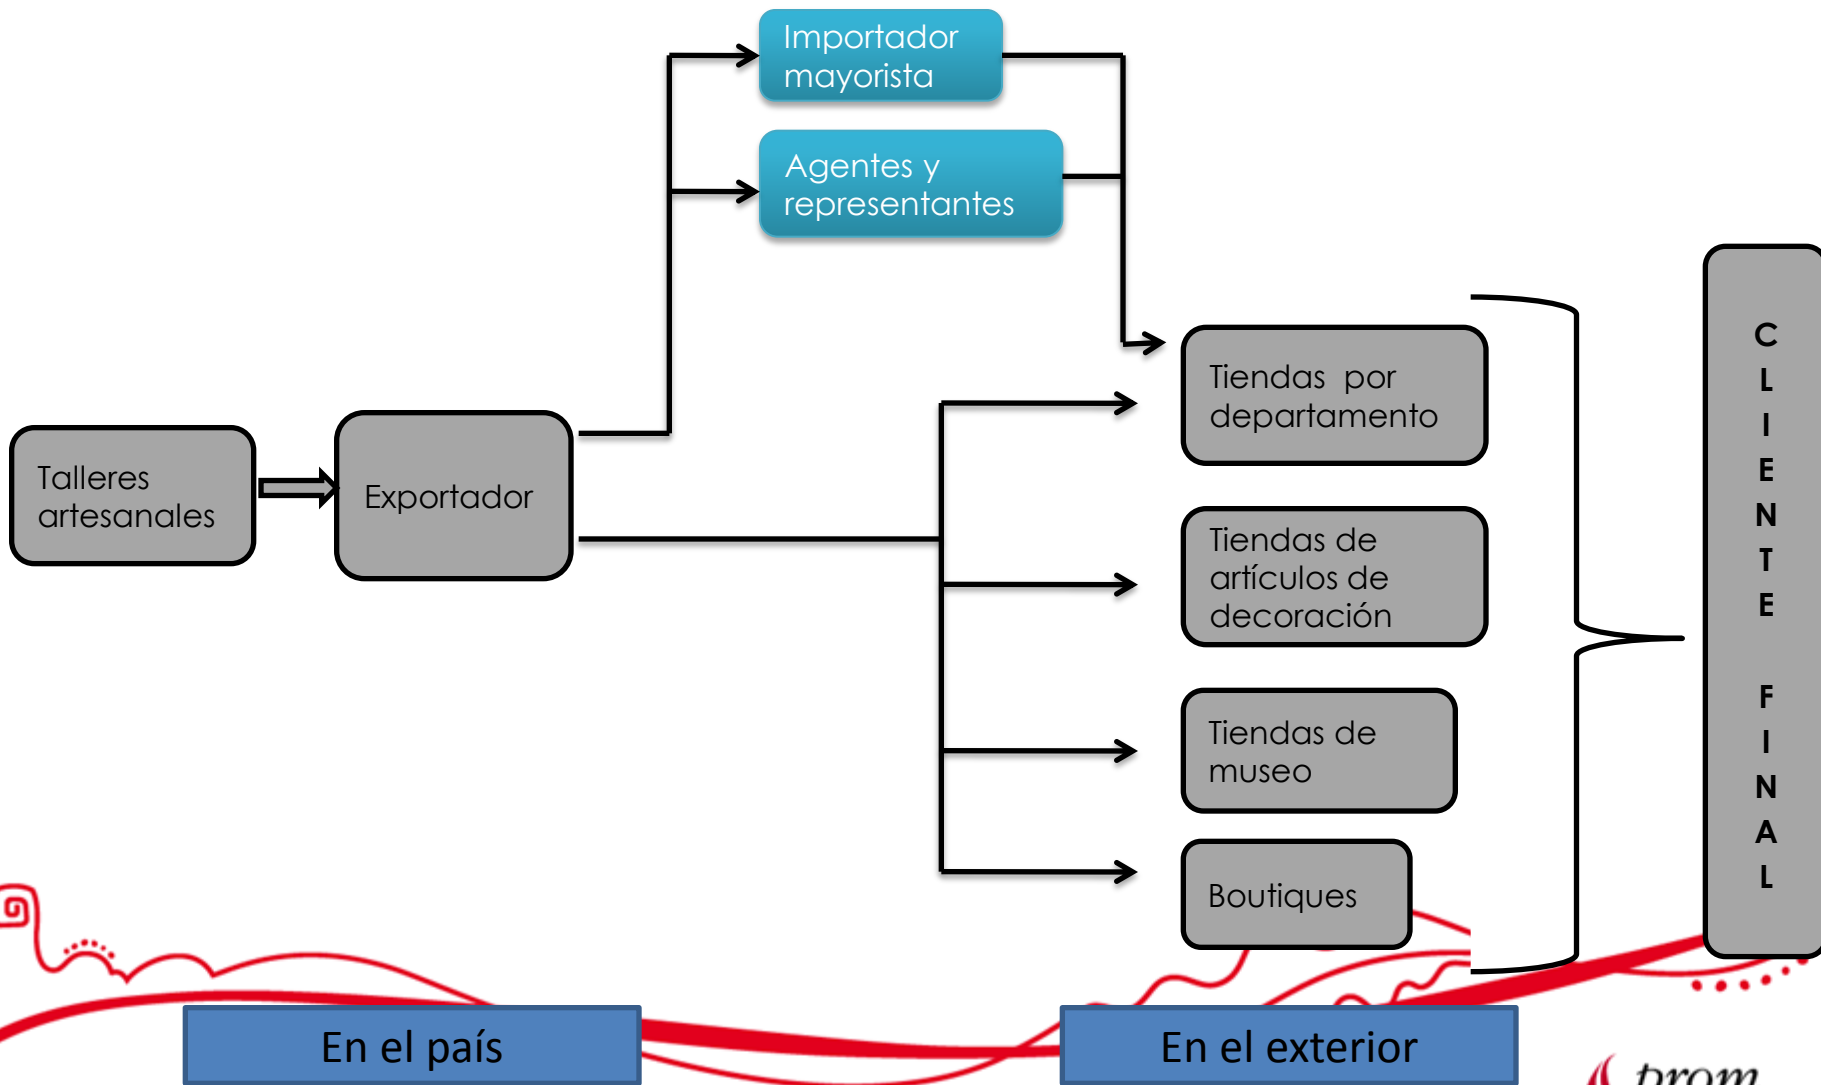 Importador
mayorista
Agentes y
representantes
Talleres
artesanales
Exportador
Tiendas por
departamento
Tiendas de
artículos de
decoración
Tiendas de
museo
Boutiques
C
L
I
E
N
T
E
F
I
N
A
L
En el país
En el exterior
prom